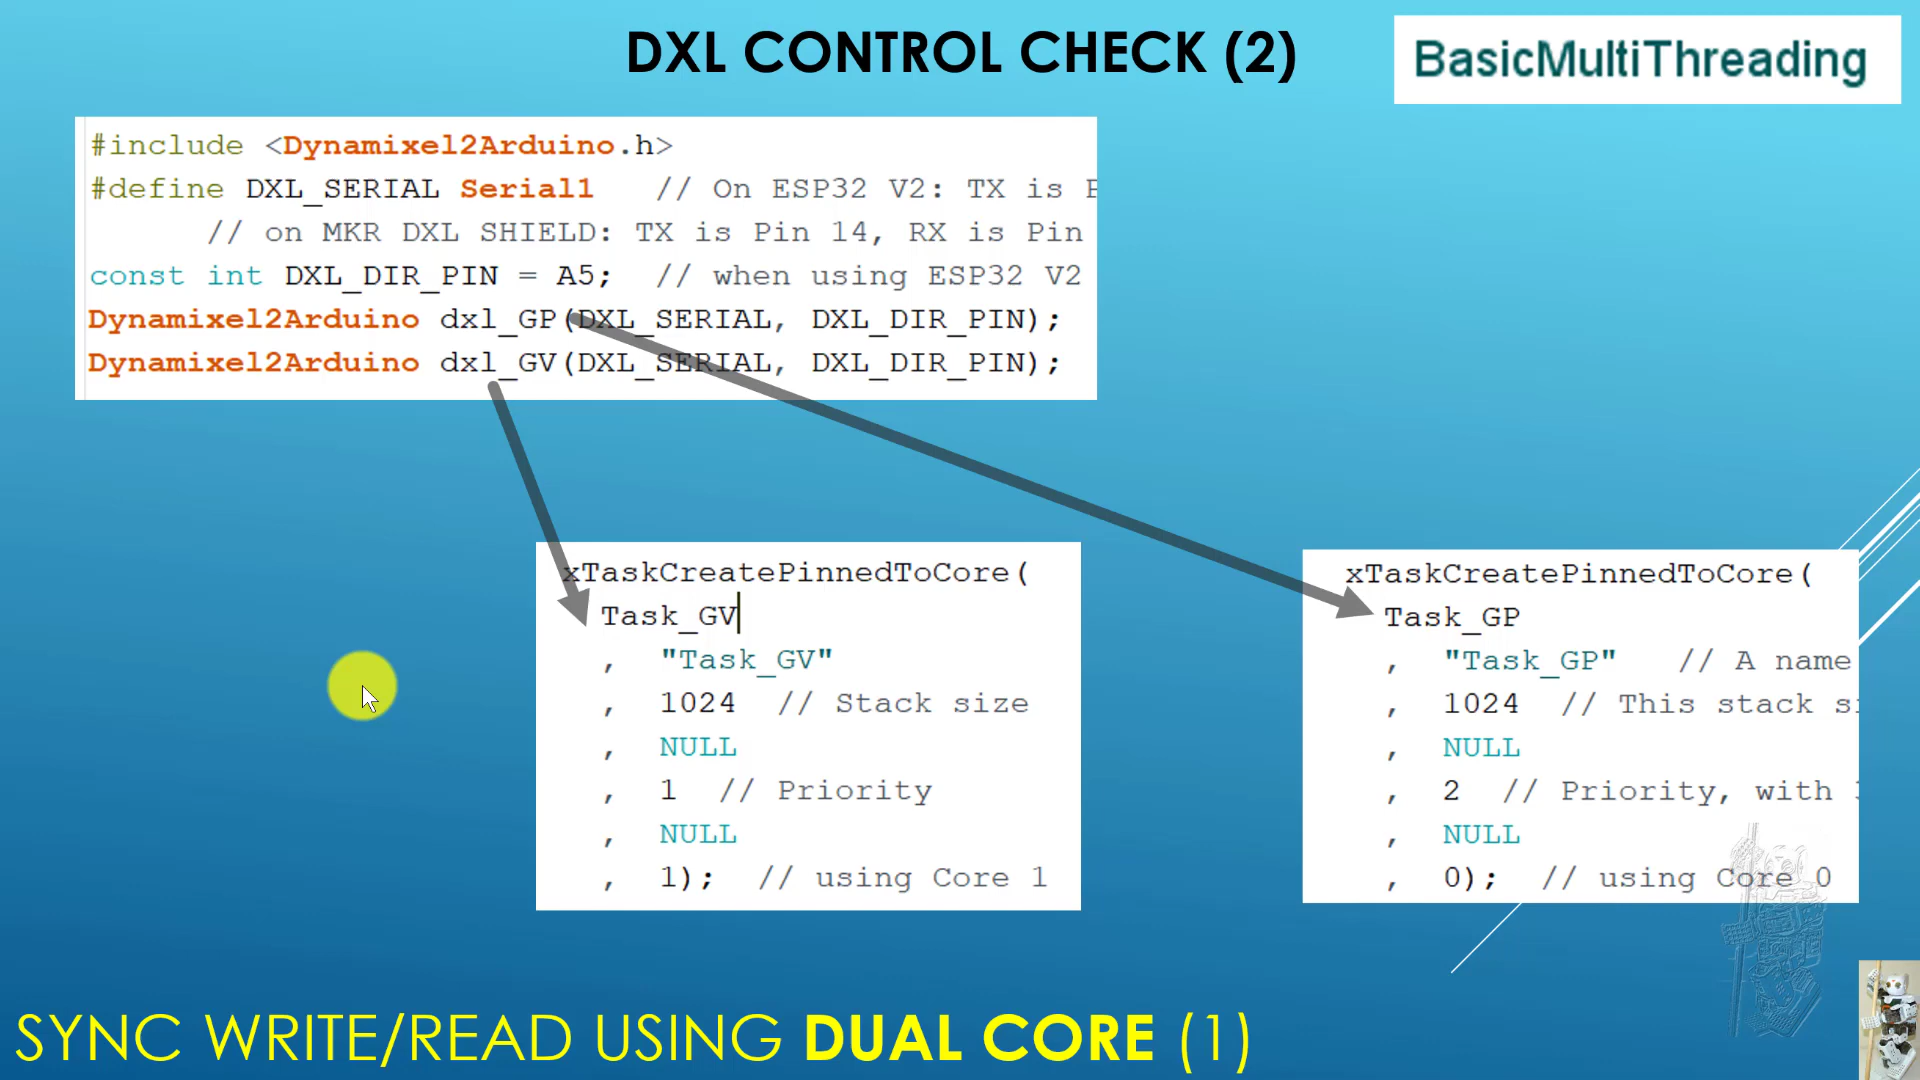 DXL CONTROL CHECK (2)
BasicMultiThreading
#include <Dynamixel2Arduino.h>
#define DXL_SERIAL Serial1 // On ESP32 V2: TX is
// on MKR DXL SHIELD: TX is Pin 14, RX is Pin
const int DXL_DIR_PIN = A5; // when using ESP32 V2
Dynamixel2Arduino dxl_GP(DXL_SERIAL, DXL_DIR_PIN);
Dynamixel2Arduino dxl_GV(DXL_SERIAL, DXL_DIR_PIN);
xTaskCreatePinnedToCore(
Task_GV
, "Task_GV"
, 1024 // Stack size
, NULL
, 1 // Priority
, NULL
, 1); // using Core 1
xTaskCreatePinnedToCore(
Task_GP
, "Task_GP" // A name
, 1024 // This stack
, NULL
, 2 // Priority, with
, NULL
, 0); // using Core 0
SYNC WRITE/READ USING DUAL CORE (1)